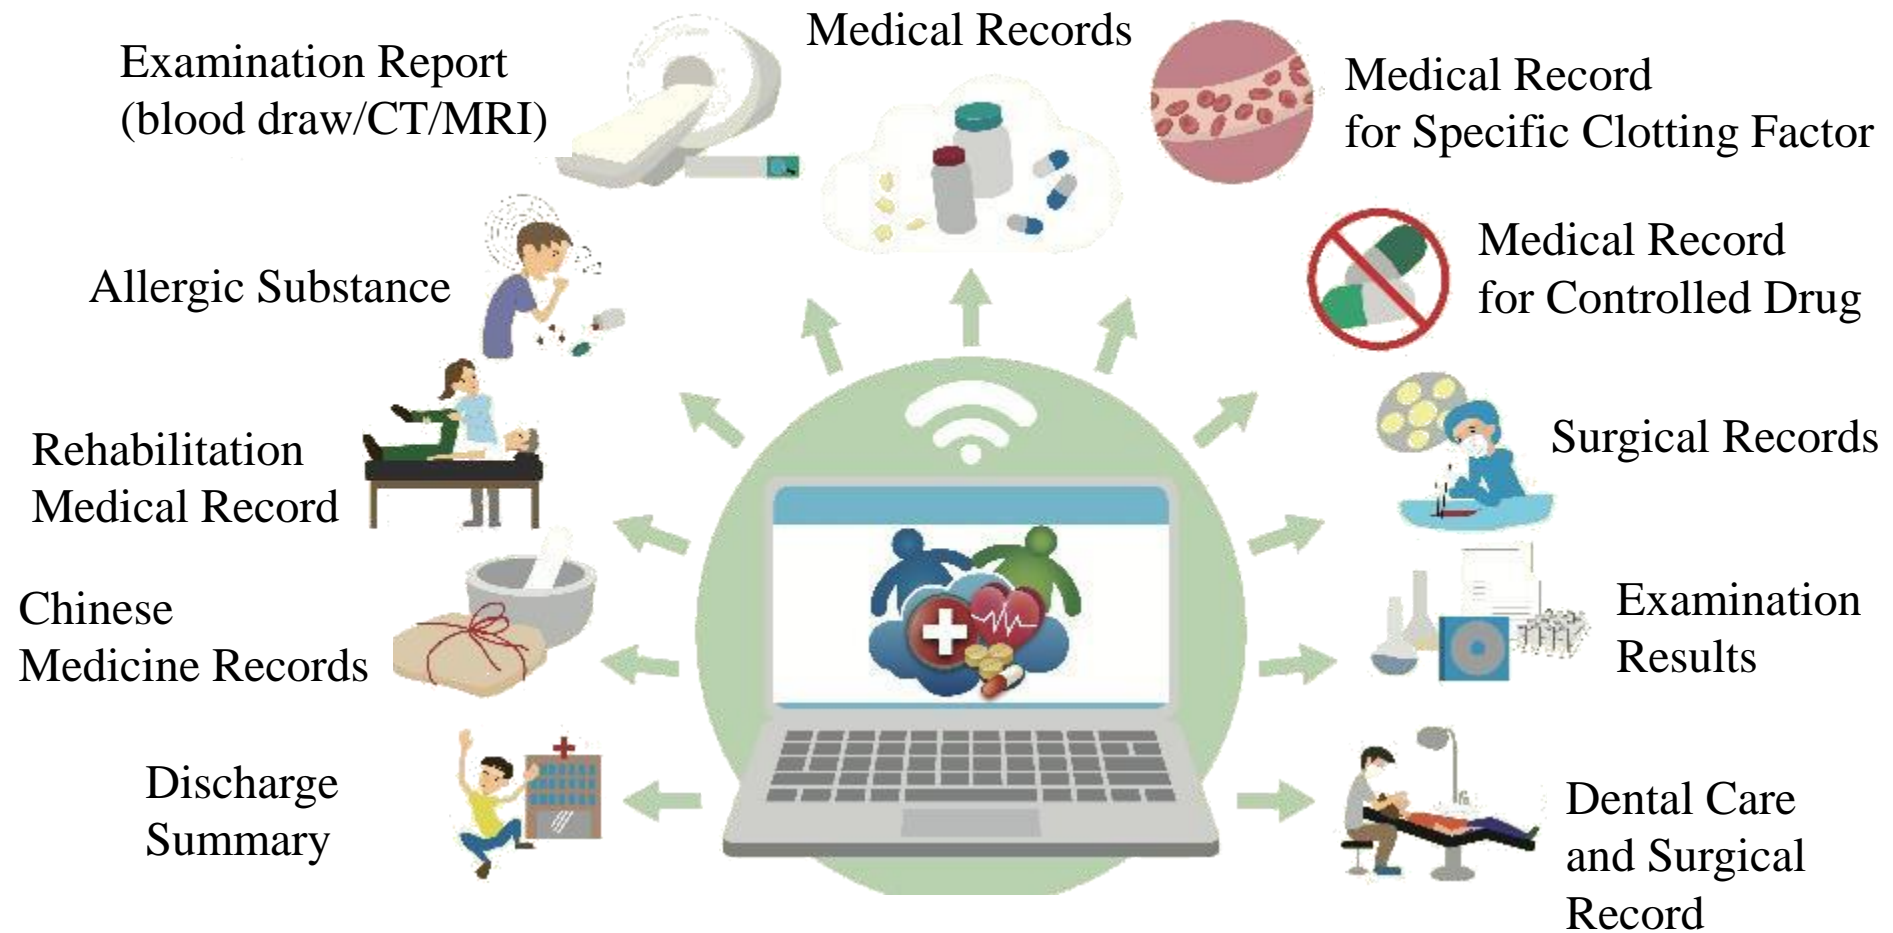 Medical Records
Examination Report
(blood draw/CT/MRI)
Medical Record
for Specific Clotting Factor
Allergic Substance
Medical Record
for Controlled Drug
Rehabilitation
Medical Record
Surgical Records
Chinese
Medicine Records
Examination
Results
Discharge
Summary
Dental Care
and Surgical
Record